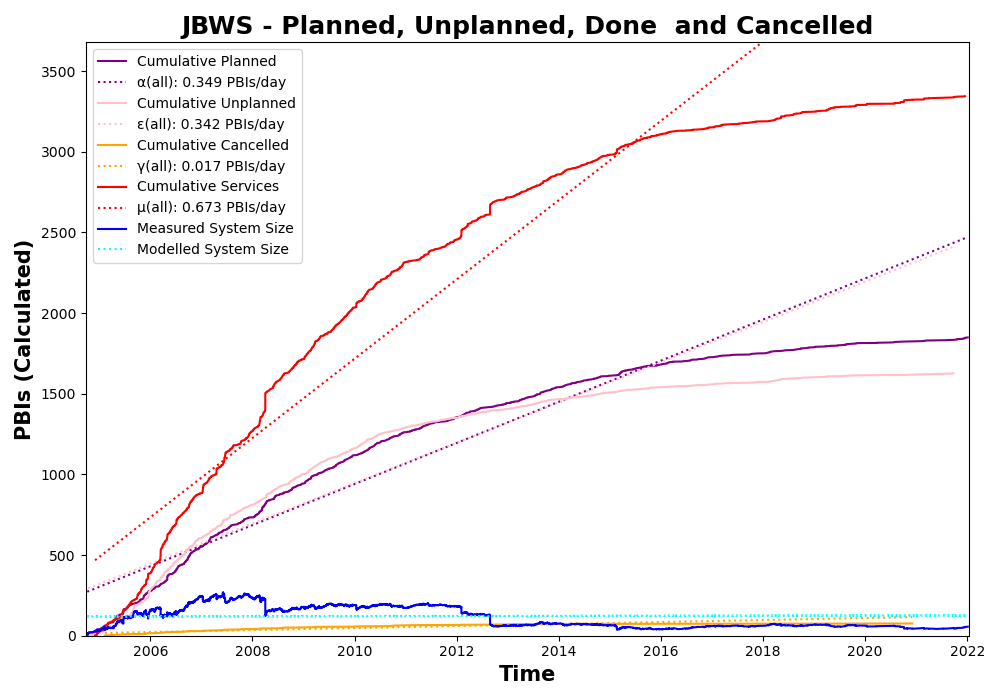 JBWS - Planned, Unplanned, Done  and Cancelled
PBIs (Calculated)
3500
3000
2500
2000
1500
1000
500
0
Cumulative Planned
α(all): 0.349 PBIs/day
Cumulative Unplanned
ε(all): 0.342 PBIs/day
Cumulative Cancelled
γ(all): 0.017 PBIs/day
Cumulative Services
μ(all): 0.673 PBIs/day
Measured System Size
Modelled System Size
2006 2008 2010 2012 2014 2016 2018 2020 2022
Time